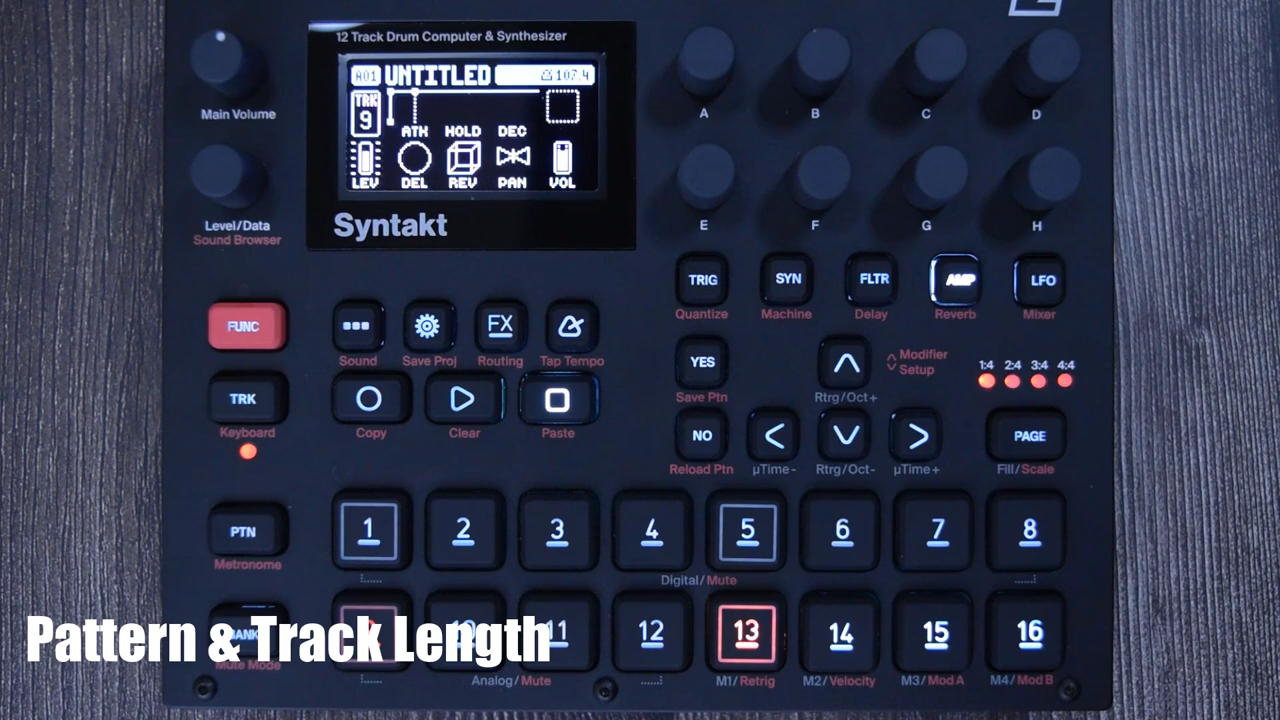 12 Track Drum Computer & Synthesizer
A01 UNTITLED 107.4
TRK
9
ATK HOLD DEC
LEV DEL REV PAN VOL
Syntakt
Main Volume
Level/Data
Sound Browser
A B C D
E F G H
TRIG SYN FLTR AMP LFO
Quantize Machine Delay Reverb Mixer
FUNC
FX
Sound Save Proj Routing Tap Tempo
YES
Save Ptn
Rtrg/Oct+
Modifier
Setup
1:4 2:4 3:4 4:4
TRK
Keyboard
Copy Clear Paste
NO PAGE
Reload Ptn µTime- Rtrg/Oct- µTime+ Fill/Scale
PTN
Metronome
1 2 3 4 5 6 7 8
Digital/Mute
Pattern & Track Length
Mute Mode
11 12 13 14 15 16
Analog/Mute M1/Retrig M2/Velocity M3/Mod A M4/Mod B